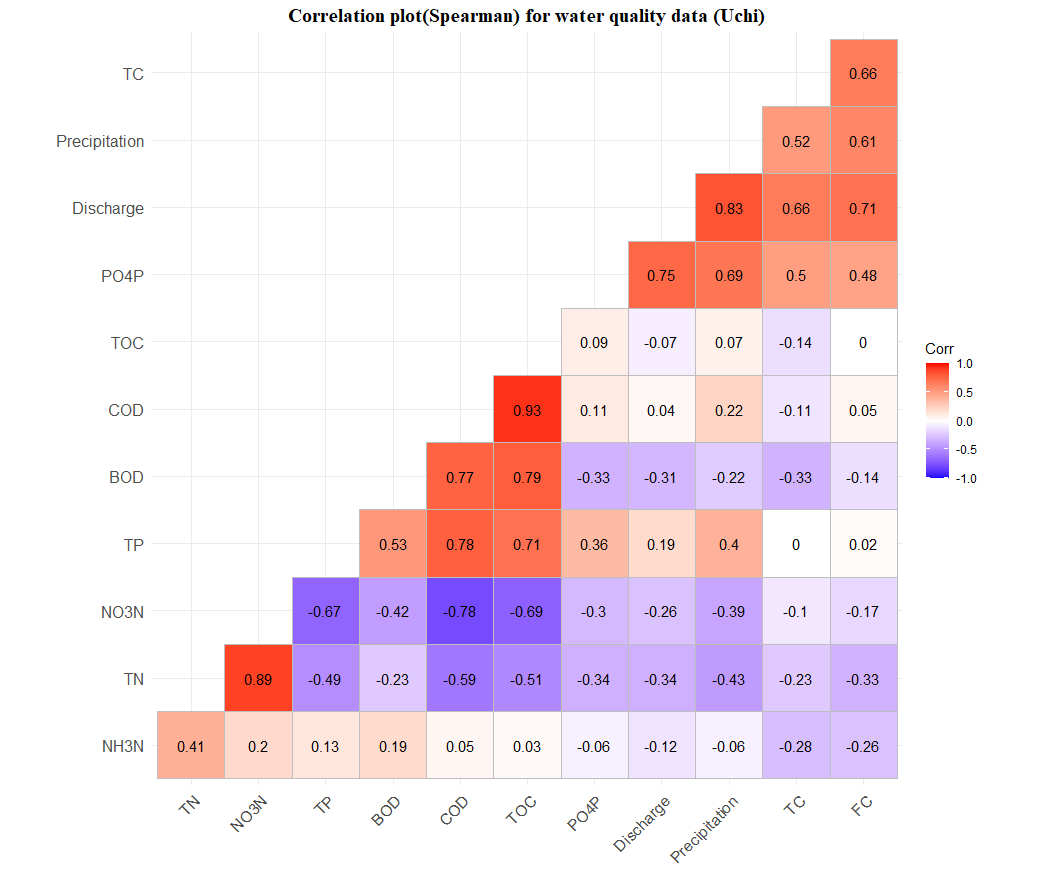 Correlation plot(Spearman) for water quality data (Uchi)
TC 0.66
Precipitation 0.52 0.61
Discharge 0.83 0.66 0.71
PO4P 0.75 0.69 0.5 0.48
TOC 0.09 -0.07 0.07 -0.14 0
COD 0.93 0.11 0.04 0.22 -0.11 0.05
BOD 0.77 0.79 -0.33 -0.31 -0.22 -0.33 -0.14
TP 0.53 0.78 0.71 0.36 0.19 0.4 0 0.02
NO3N -0.67 -0.42 -0.78 -0.69 -0.3 -0.26 -0.39 -0.1 -0.17
TN 0.89 -0.49 -0.23 -0.59 -0.51 -0.34 -0.34 -0.43 -0.23 -0.33
NH3N 0.41 0.2 0.13 0.19 0.05 0.03 -0.06 -0.12 -0.06 -0.28 -0.26
TN NO3N TP BOD COD TOC PO4P Discharge Precipitation TC FC
Corr
1.0
0.5
0.0
-0.5
-1.0